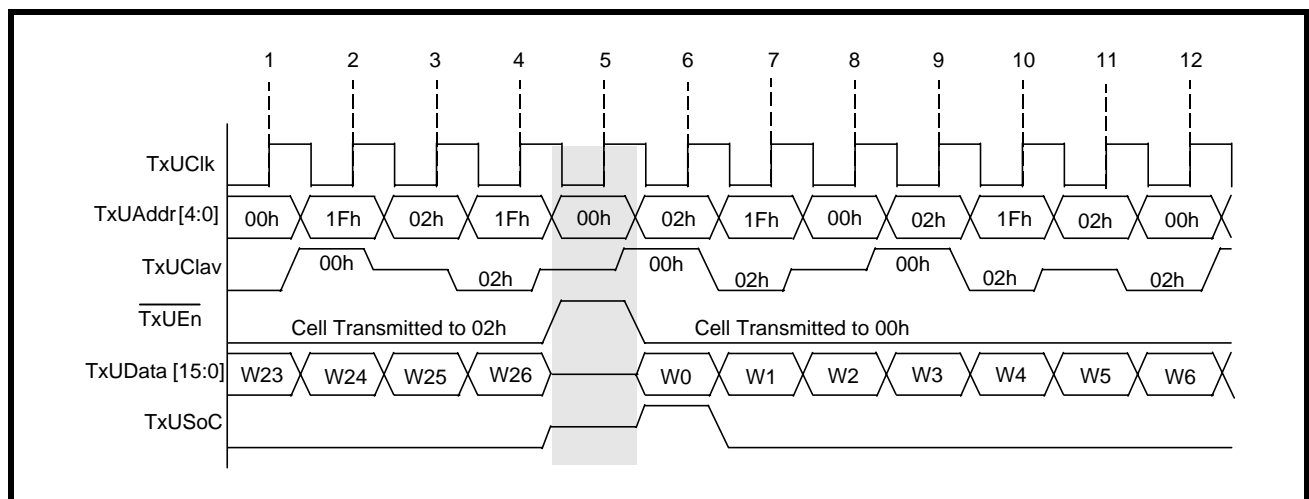 1 2 3 4 5 6 7 8 9 10 11 12
TxUClk
TxUAddr[4:0] 00h 1Fh 02h 1Fh 00h 02h 1Fh 00h 02h 1Fh 02h 00h
TxUClav 00h 02h 00h 02h 00h 02h 02h
TxUEn Cell Transmitted to 02h Cell Transmitted to 00h
TxUData [15:0] W23 W24 W25 W26 W0 W1 W2 W3 W4 W5 W6
TxUSoC